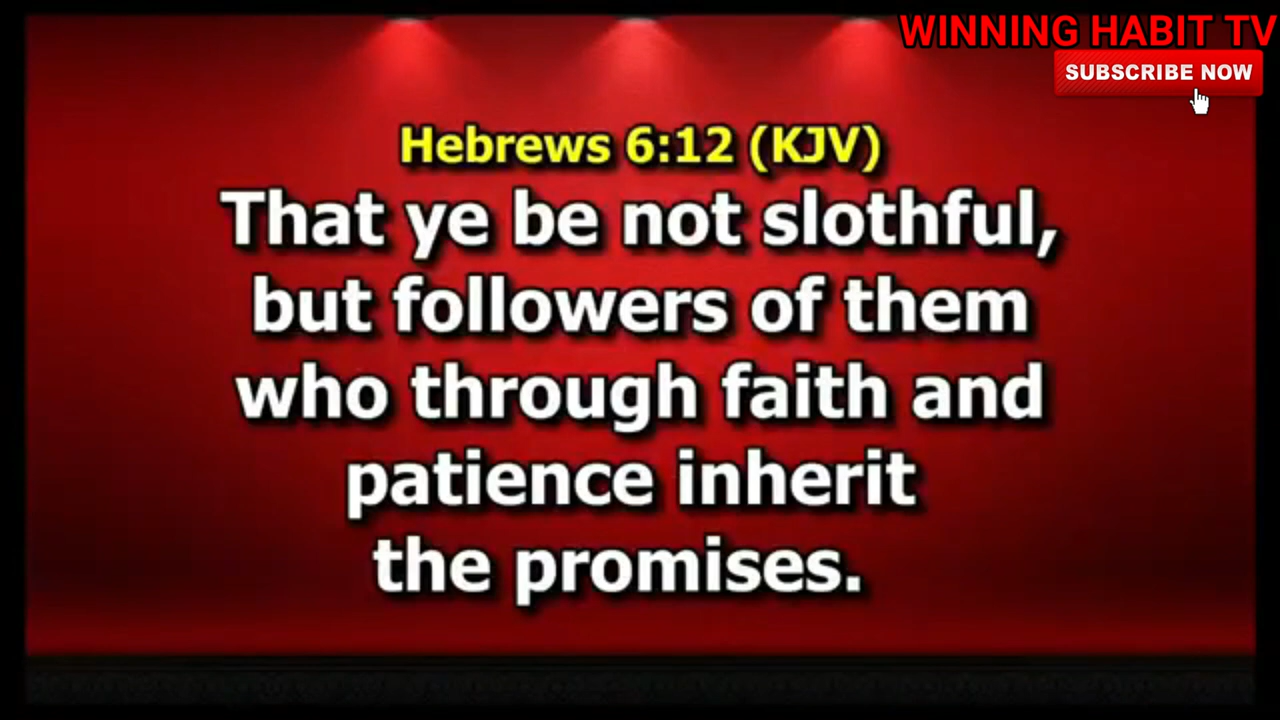 WINNING HABIT TV
SUBSCRIBE NOW
Hebrews 6:12 (KJV)
That ye be not slothful,
but followers of them
who through faith and
patience inherit
the promises.